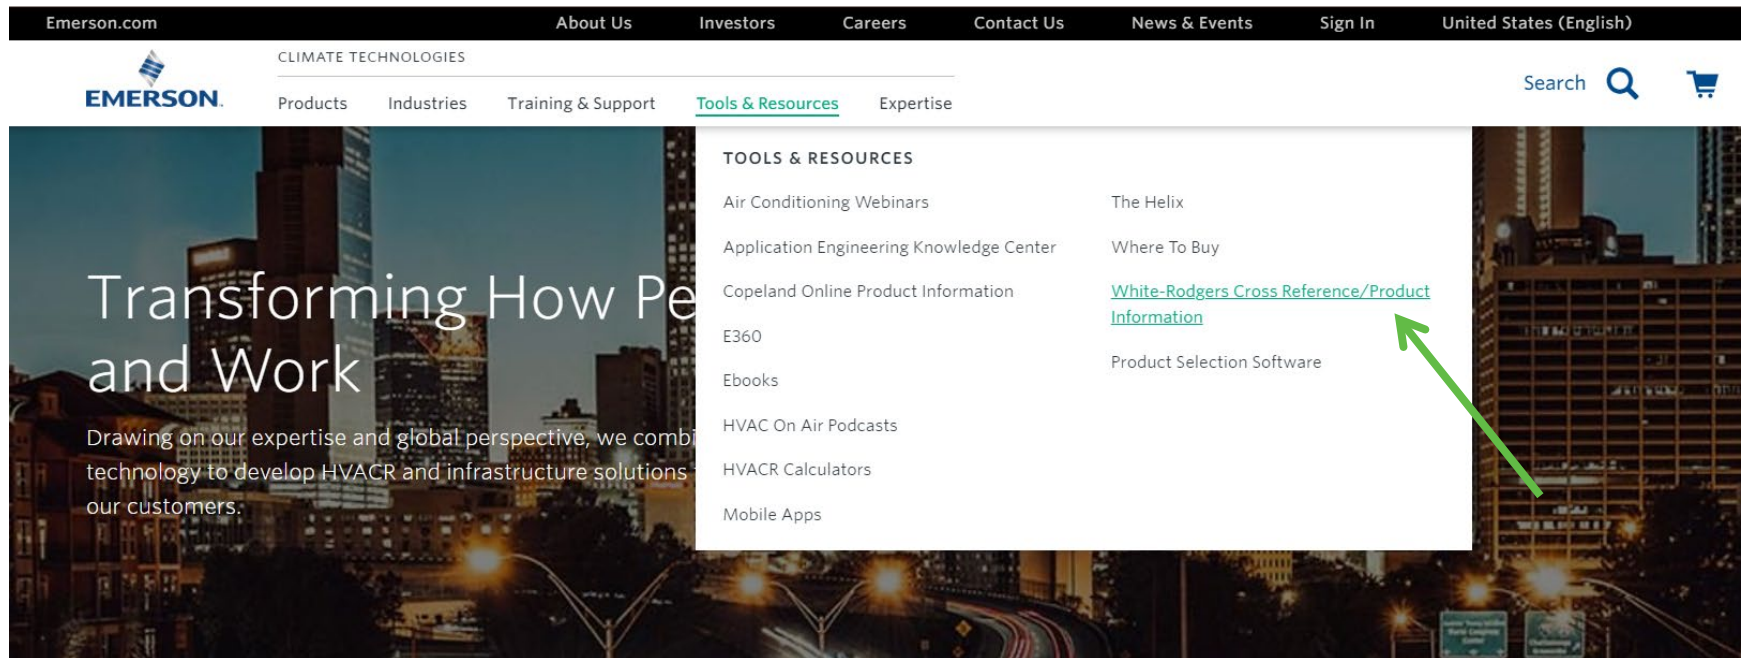 Emerson.com
About Us
Investors
Careers
Contact Us
News & Events
Sign In
United States (English)
EMERSON.
CLIMATE TECHNOLOGIES
Products
Industries
Training & Support
Tools & Resources
Expertise
Search
TOOLS & RESOURCES
Air Conditioning Webinars
Application Engineering Knowledge Center
Copeland Online Product Information
E360
Ebooks
HVAC On Air Podcasts
HVACR Calculators
Mobile Apps
The Helix
Where To Buy
White-Rodgers Cross Reference/Product
Information
Product Selection Software
Transforming How Pe
and Work
Drawing on our expertise and global perspective, we combi
technology to develop HVACR and infrastructure solutions
our customers.